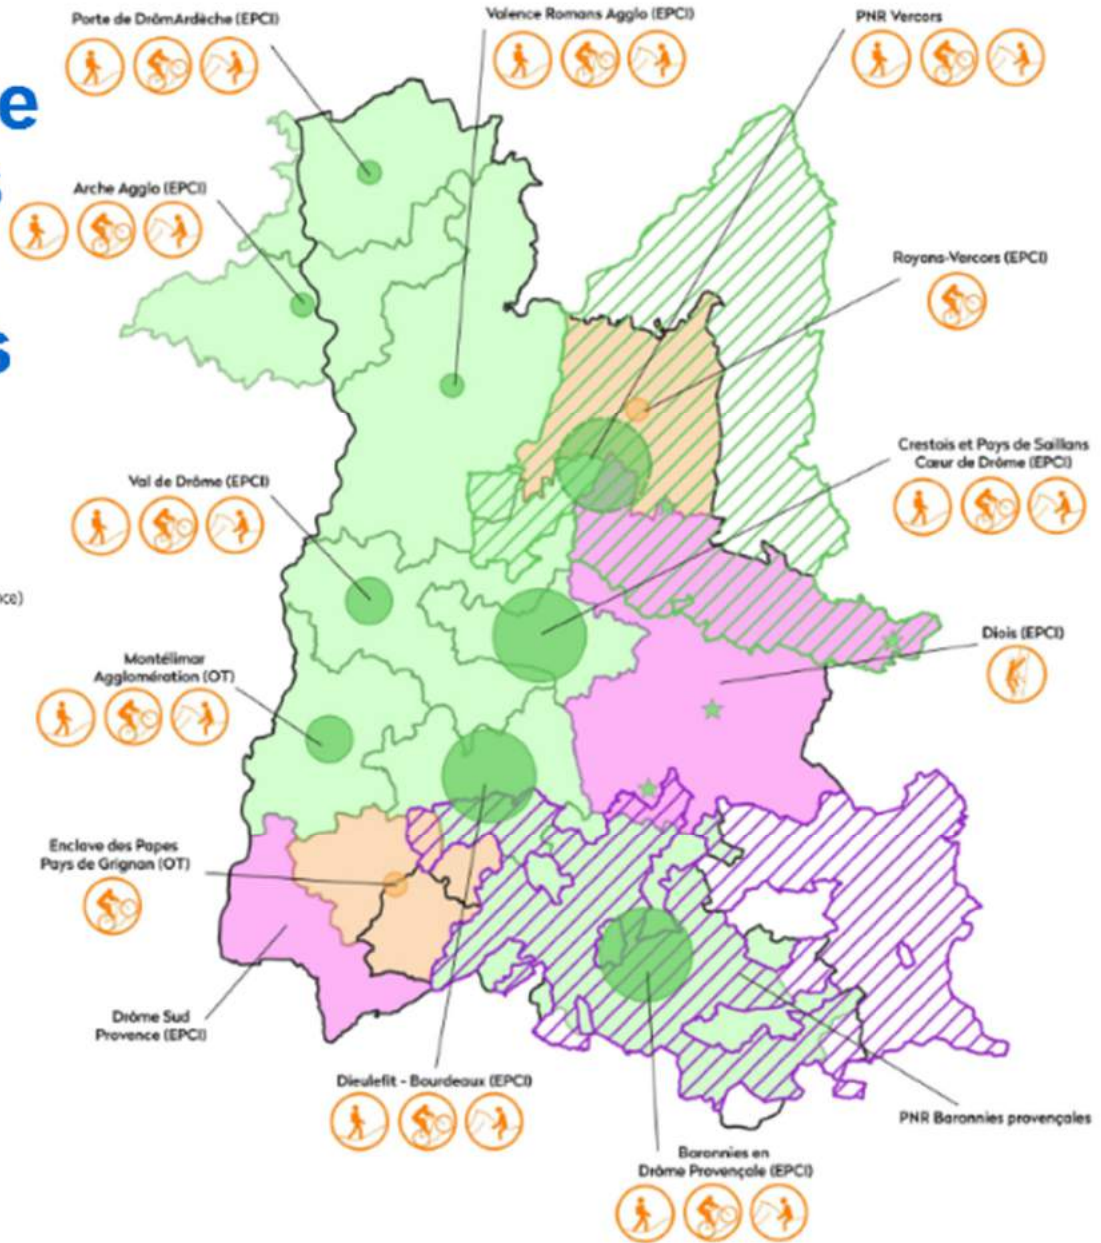 Porte de DrômArdèche (EPCI)
Valence Romans Agglo (EPCI)
PNR Vercors
e
s
Arche Agglo (EPCI)
Royans-Vercors (EPCI)
s
Crestois et Pays de Saillans
Cœur de Drôme (EPCI)
Val de Drôme (EPCI)
ce)
Diois (EPCI)
Montélimar
Agglomération (OT)
Enclave des Papes
Pays de Grignan (OT)
Drôme Sud
Provence (EPCI)
Dieulefit - Bourdeaux (EPCI)
PNR Baronnies provençales
Baronnies en
Drôme Provençale (EPCI)